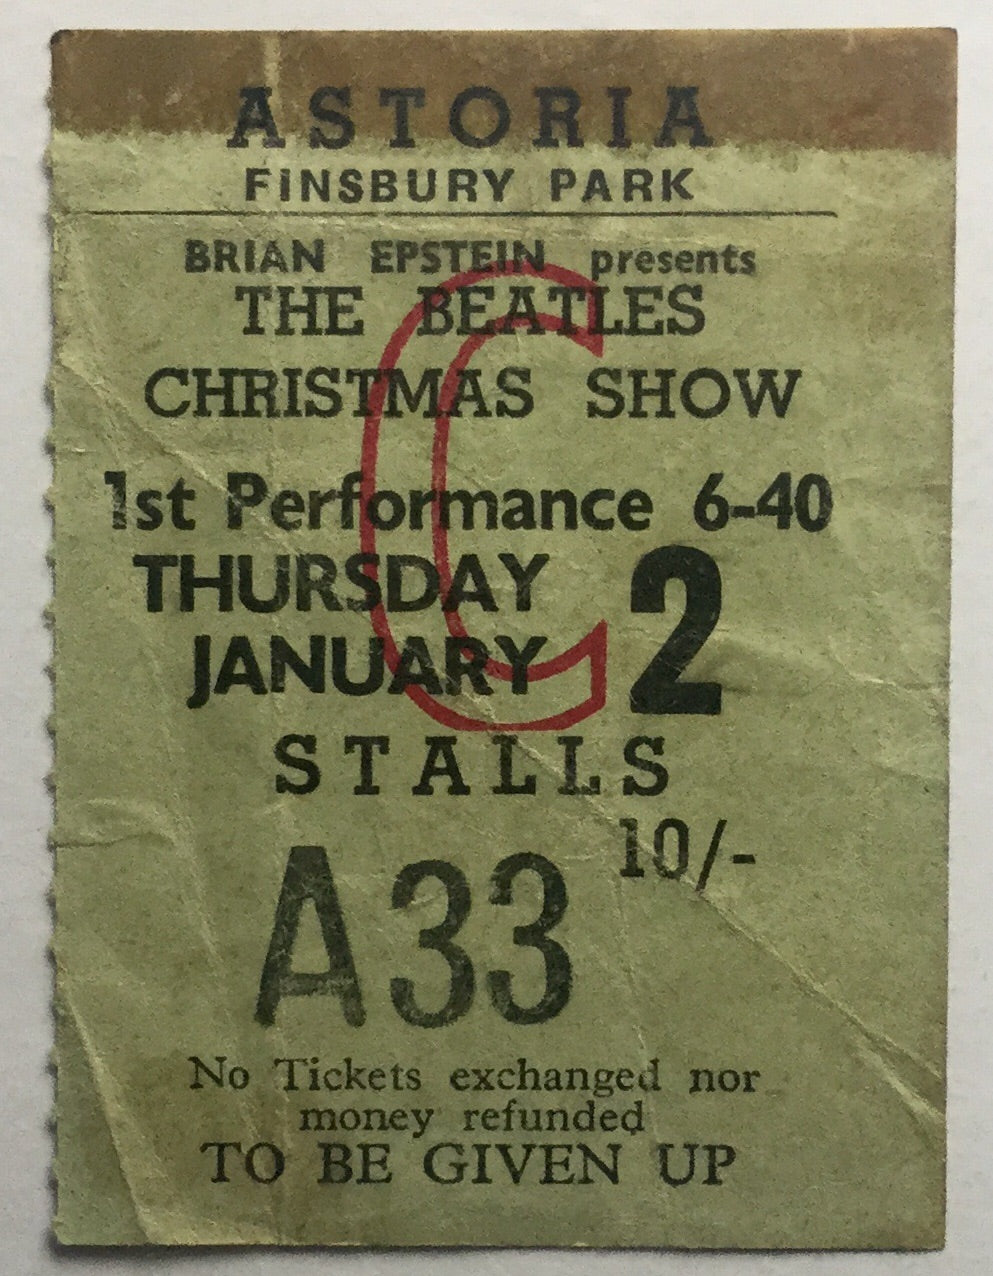 ASTORIA
FINSBURY PARK
BRIAN EPSTEIN presents
THE BEATLES
CHRISTMAS SHOW
1st Performance 6-40
THURSDAY
JANUARY 2
C
STALLS
10/-
A33
No Tickets exchanged nor
money refunded
TO BE GIVEN UP